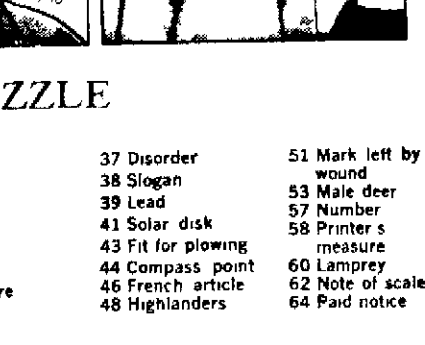 ZZLE
re
37 Disorder
38 Slogan
39 Lead
41 Solar disk
43 Fit for plowing
44 Compass point
46 French article
48 Highlanders
51 Mark left by
wound
53 Male deer
57 Number
58 Printer s
measure
60 Lamprey
62 Note of scale
64 Paid notice